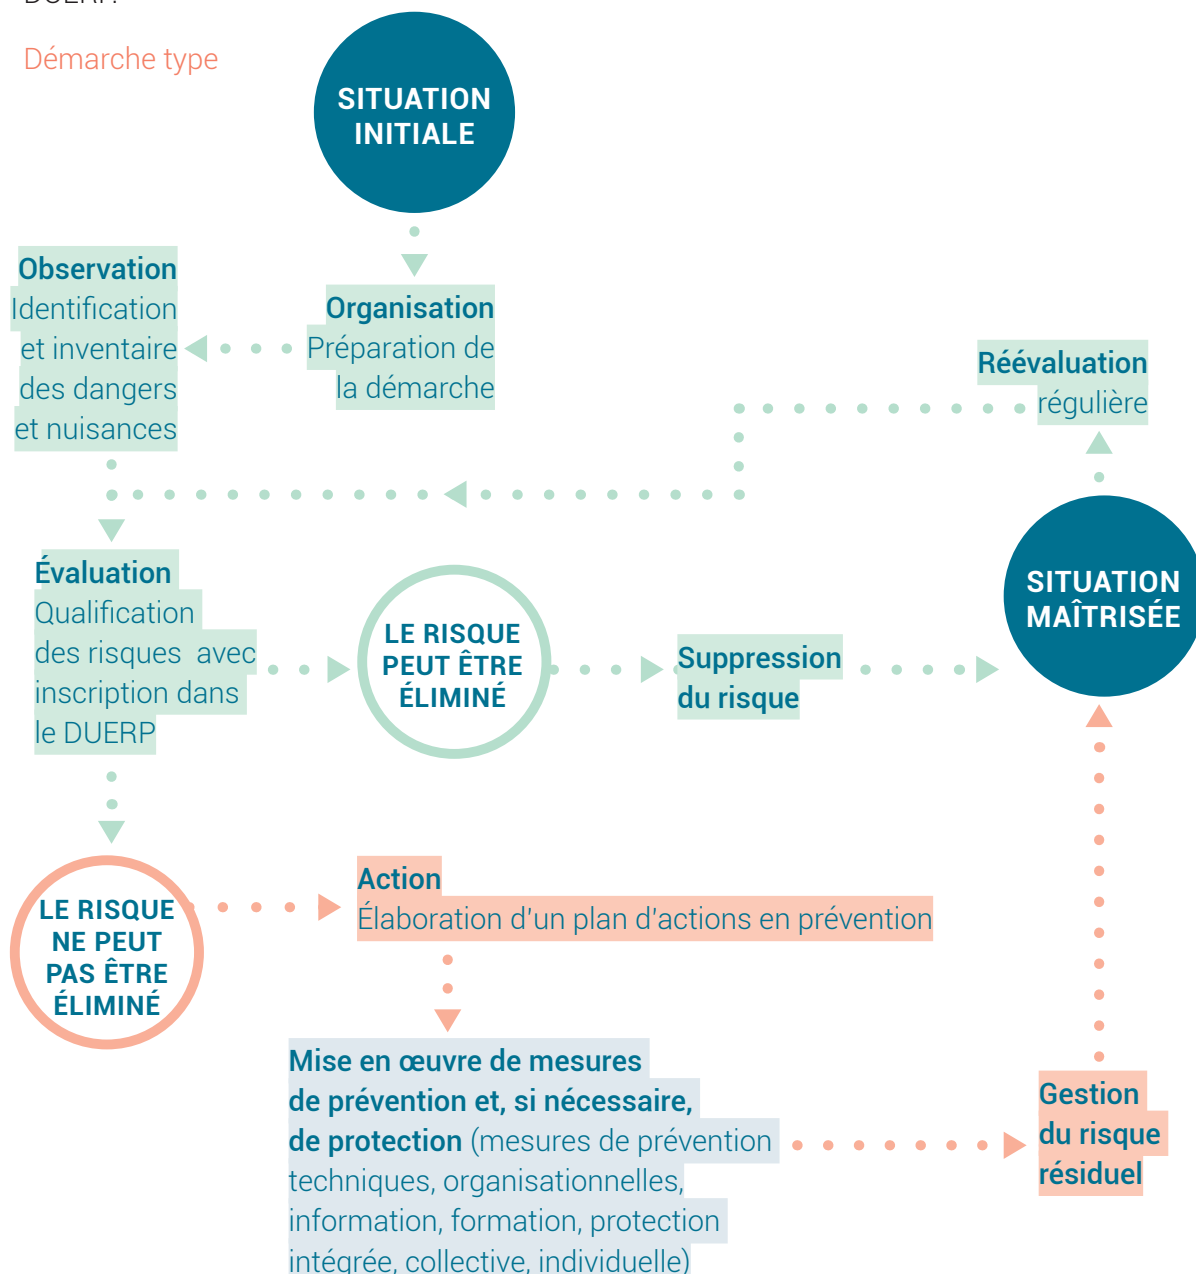 DUERP.
Démarche type
SITUATION
INITIALE
Organisation
Préparation de
la démarche
Observation
Identification
et inventaire
des dangers
et nuisances
Réévaluation
régulière
Évaluation
Qualification
des risques avec
inscription dans
le DUERP
LE RISQUE
PEUT ÊTRE
ÉLIMINÉ
Suppression
du risque
SITUATION
MAÎTRISÉE
LE RISQUE
NE PEUT
PAS ÊTRE
ÉLIMINÉ
Action
Élaboration d'un plan d'actions en prévention
Mise en œuvre de mesures
de prévention et, si nécessaire,
de protection (mesures de prévention
techniques, organisationnelles,
information, formation, protection
intégrée, collective, individuelle)
Gestion
du risque
résiduel